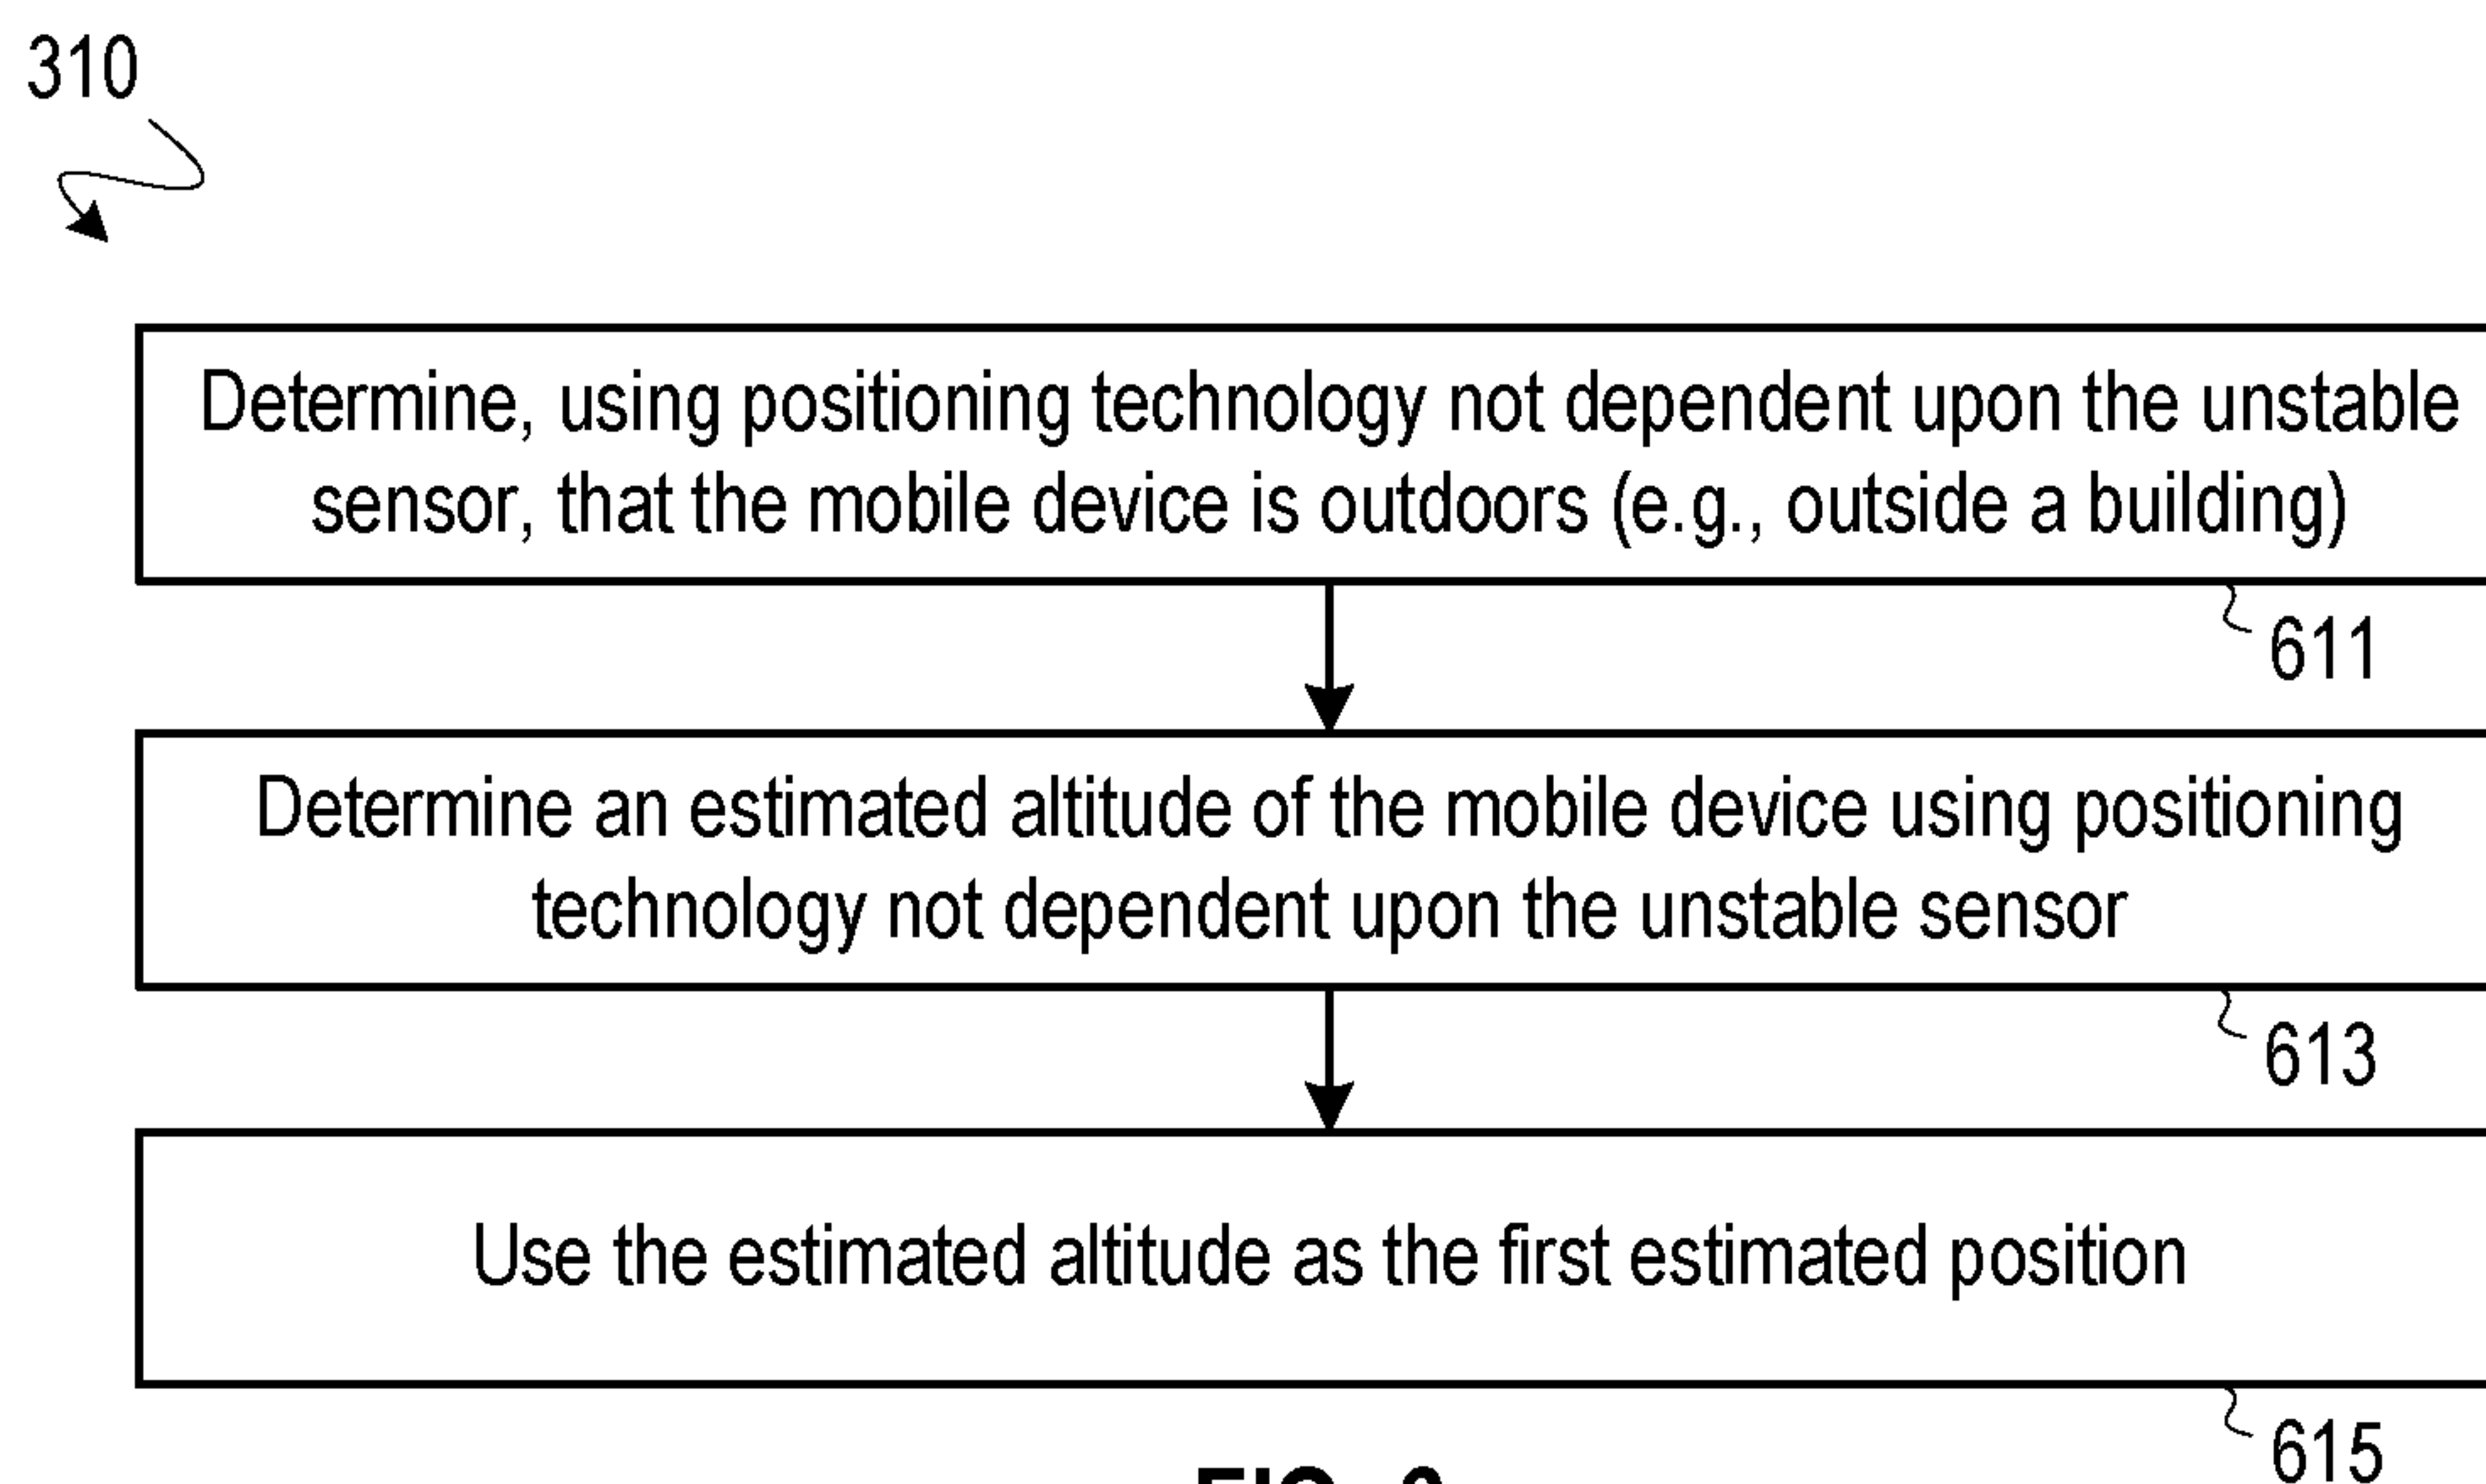 310
Determine, using positioning technology not dependent upon the unstable
sensor, that the mobile device is outdoors (e.g., outside a building)
611
Determine an estimated altitude of the mobile device using positioning
technology not dependent upon the unstable sensor
613
Use the estimated altitude as the first estimated position
615
FIG.